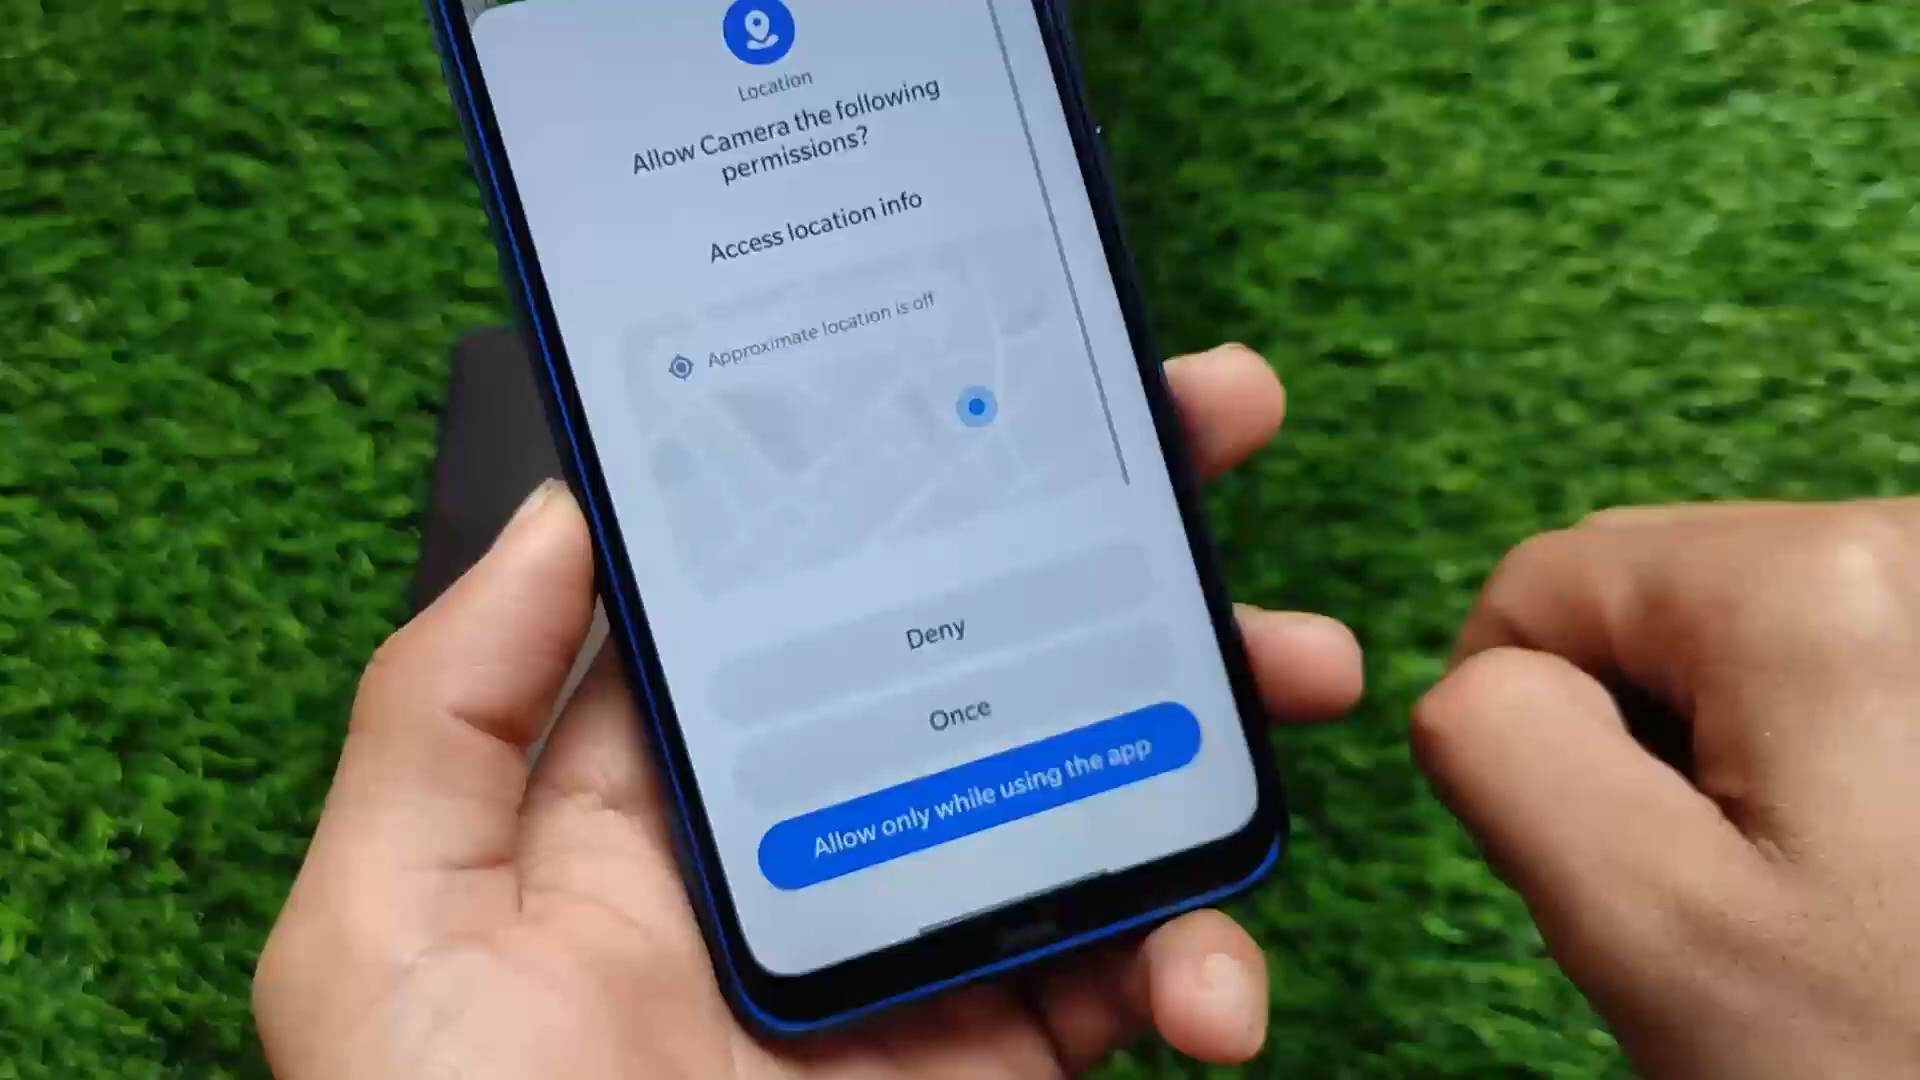 Location
Allow Camera the following
permissions?
Access location info
Approximate location is off
Deny
Once
Allow only while using the app